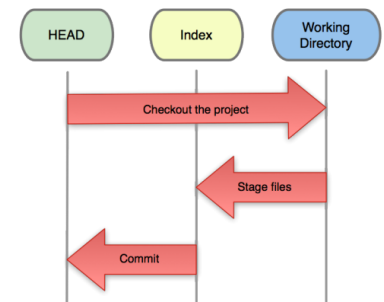 HEAD
Index
Working
Directory
Checkout the project
Stage files
Commit